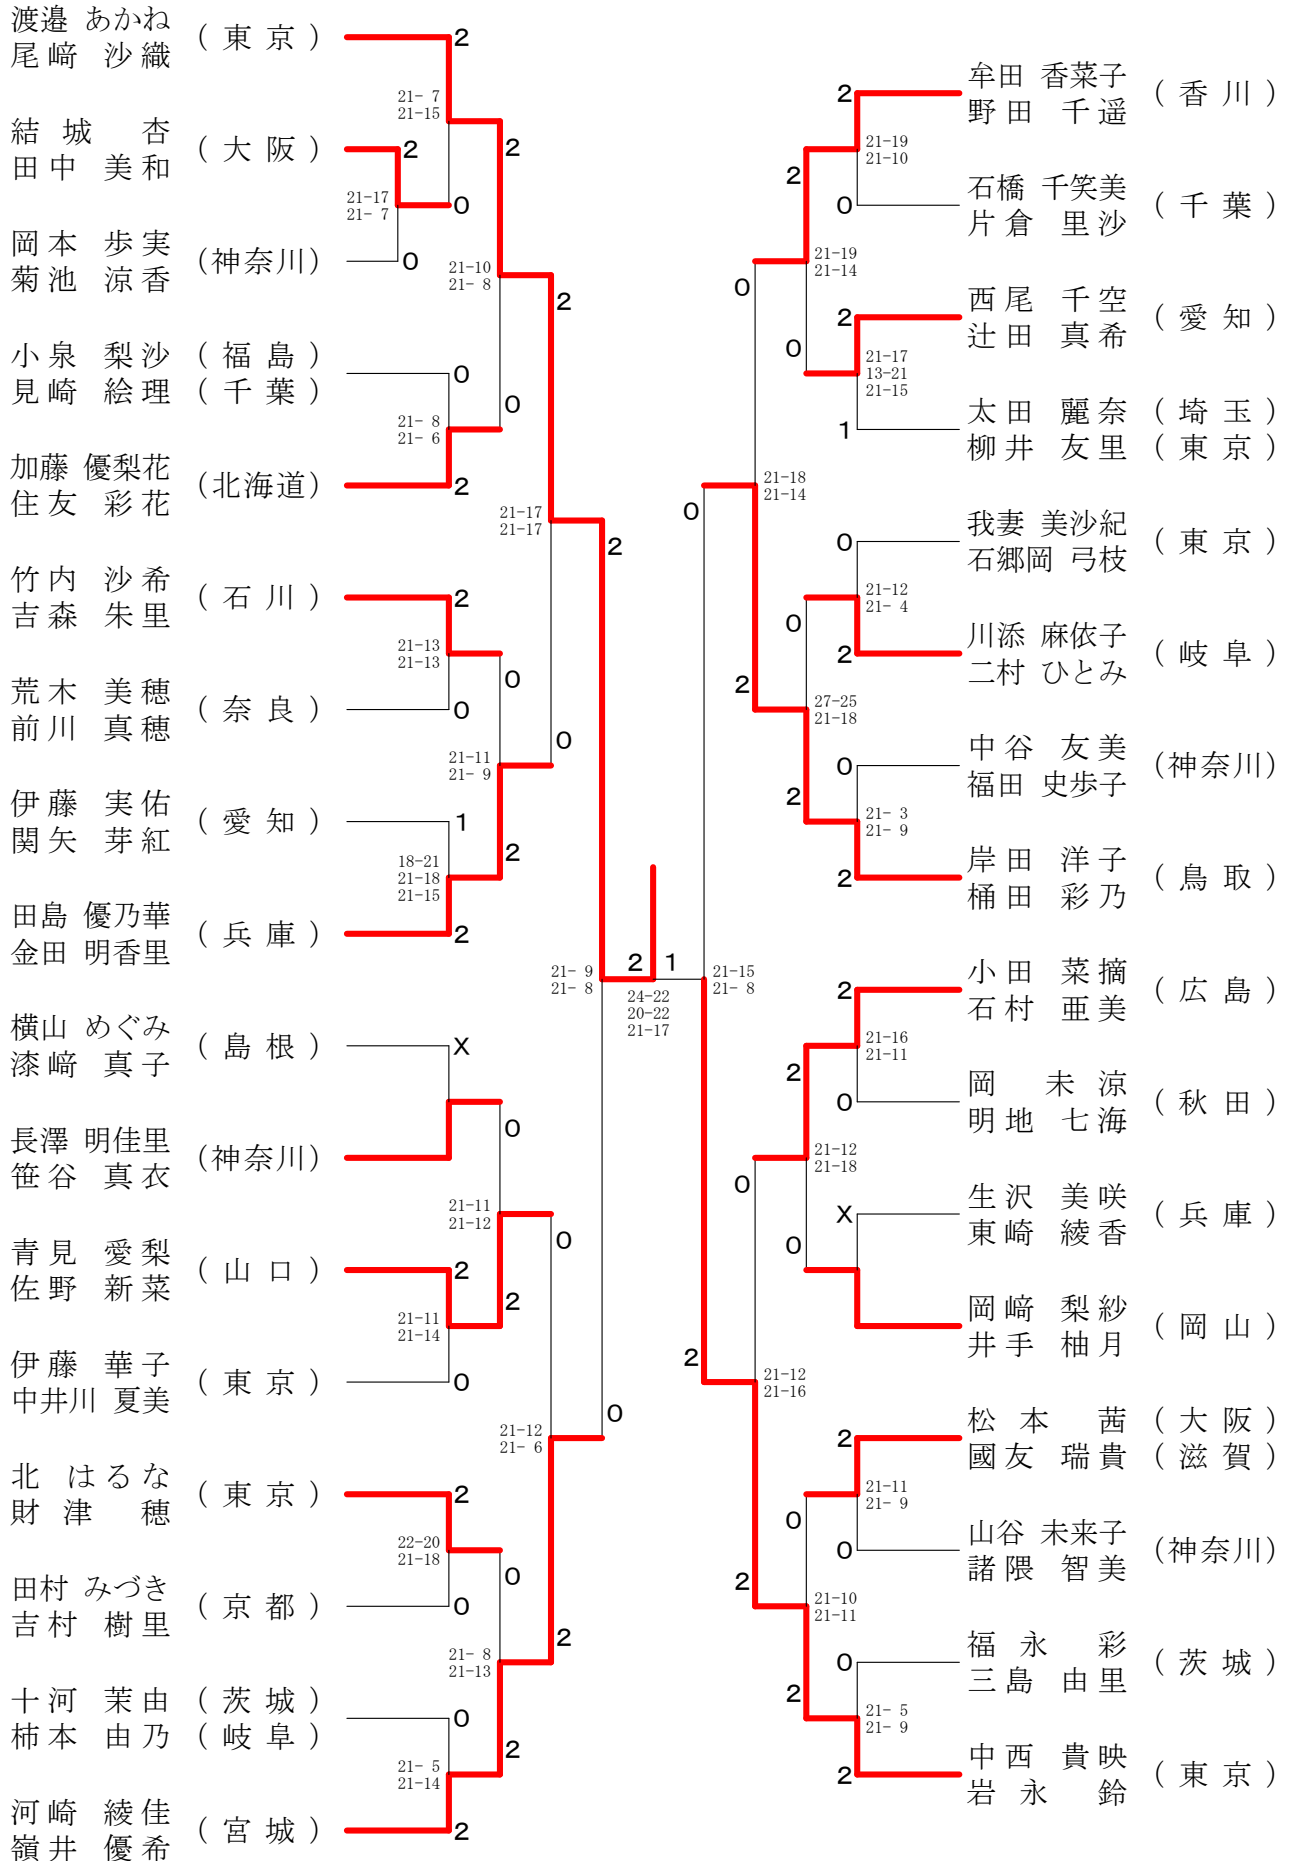 渡邉 あかね
尾﨑 沙織
(東京)
2
21- 7
21-15
2
結城 杏
田中 美和
(大阪)
2
21-17
21- 7
0
岡本 歩実
菊池 涼香
(神奈川)
0
21-10
21- 8
2
小泉 梨沙
見崎 絵理
(福島)
(千葉)
0
21- 8
21- 6
0
加藤 優梨花
住友 彩花
(北海道)
2
21-17
21-17
2
竹内 沙希
吉森 朱里
(石川)
2
21-13
21-13
0
荒木 美穂
前川 真穂
(奈良)
0
21-11
21- 9
0
伊藤 実佑
関矢 芽紅
(愛知)
1
18-21
21-18
21-15
2
田島 優乃華
金田 明香里
(兵庫)
2
21- 9
21- 8
2
1
24-22
20-22
21-17
横山 めぐみ
漆﨑 真子
(島根)
X
0
長澤 明佳里
笹谷 真衣
(神奈川)
21-11
21-12
0
青見 愛梨
佐野 新菜
(山口)
2
21-11
21-14
2
伊藤 華子
中井川 夏美
(東京)
0
21-12
21- 6
0
北 はるな
財津 穂
(東京)
2
22-20
21-18
0
田村 みづき
吉村 樹里
(京都)
0
21- 8
21-13
2
十河 茉由
柿本 由乃
(茨城)
(岐阜)
0
21- 5
21-14
2
河崎 綾佳
嶺井 優希
(宮城)
2
牟田 香菜子
野田 千遥
(香川)
2
21-19
21-10
2
石橋 千笑美
片倉 里沙
(千葉)
0
21-19
21-14
0
西尾 千空
辻田 真希
(愛知)
2
21-17
13-21
21-15
0
太田 麗奈
柳井 友里
(埼玉)
(東京)
1
21-18
21-14
0
我妻 美沙紀
石郷岡 弓枝
(東京)
0
21-12
21- 4
0
川添 麻依子
二村 ひとみ
(岐阜)
2
27-25
21-18
2
中谷 友美
福田 史歩子
(神奈川)
0
21- 3
21- 9
2
岸田 洋子
桶田 彩乃
(鳥取)
2
21-15
21- 8
小田 菜摘
石村 亜美
(広島)
2
21-16
21-11
2
岡 未涼
明地 七海
(秋田)
0
21-12
21-18
0
生沢 美咲
東崎 綾香
(兵庫)
X
0
岡﨑 梨紗
井手 柚月
(岡山)
21-12
21-16
2
松本 茜
國友 瑞貴
(大阪)
(滋賀)
2
21-11
21- 9
0
山谷 未来子
諸隈 智美
(神奈川)
0
21-10
21-11
2
福永 彩
三島 由里
(茨城)
0
21- 5
21- 9
2
中西 貴映
岩永 鈴
(東京)
2